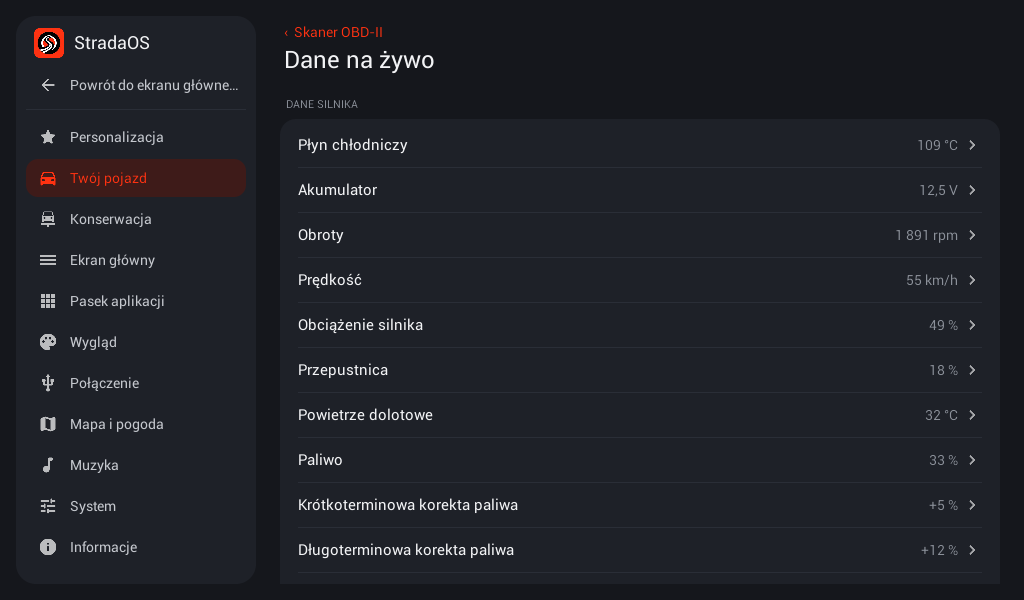 StradaOS
Powrót do ekranu główne…
Personalizacja
Twój pojazd
Konserwacja
Ekran główny
Pasek aplikacji
Wygląd
Połączenie
Mapa i pogoda
Muzyka
System
Informacje
‹ Skaner OBD-II
Dane na żywo
DANE SILNIKA
Płyn chłodniczy 109 °C
Akumulator 12,5 V
Obroty 1 891 rpm
Prędkość 55 km/h
Obciążenie silnika 49 %
Przepustnica 18 %
Powietrze dolotowe 32 °C
Paliwo 33 %
Krótkoterminowa korekta paliwa +5 %
Długoterminowa korekta paliwa +12 %